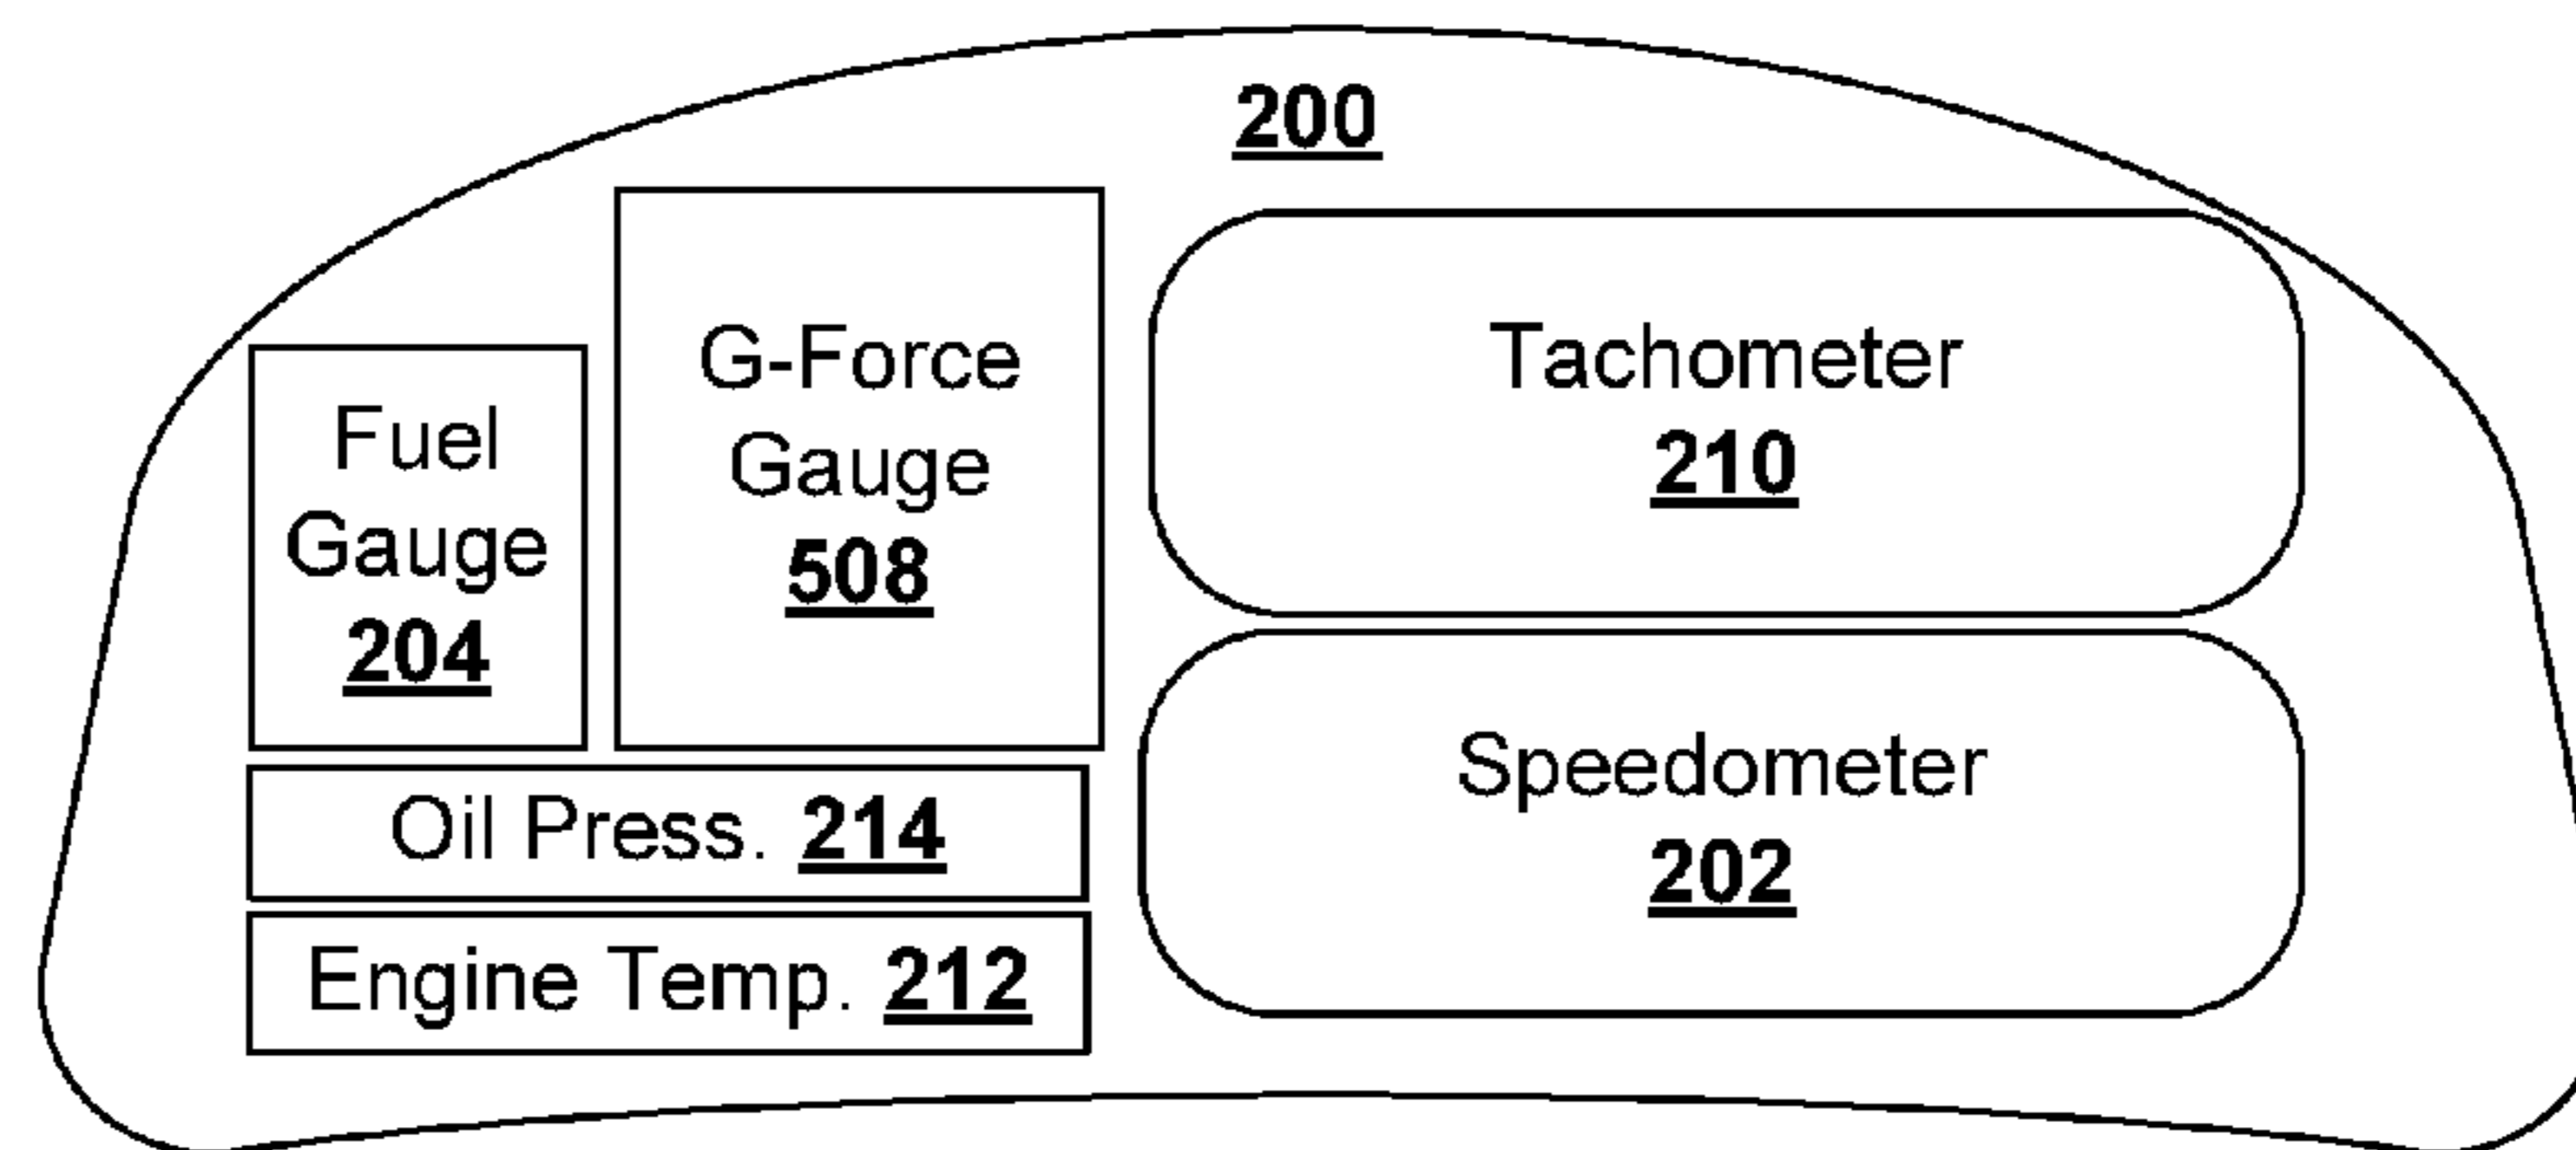 200
Fuel
Gauge
204
G-Force
Gauge
508
Tachometer
210
Oil Press. 214
Engine Temp. 212
Speedometer
202